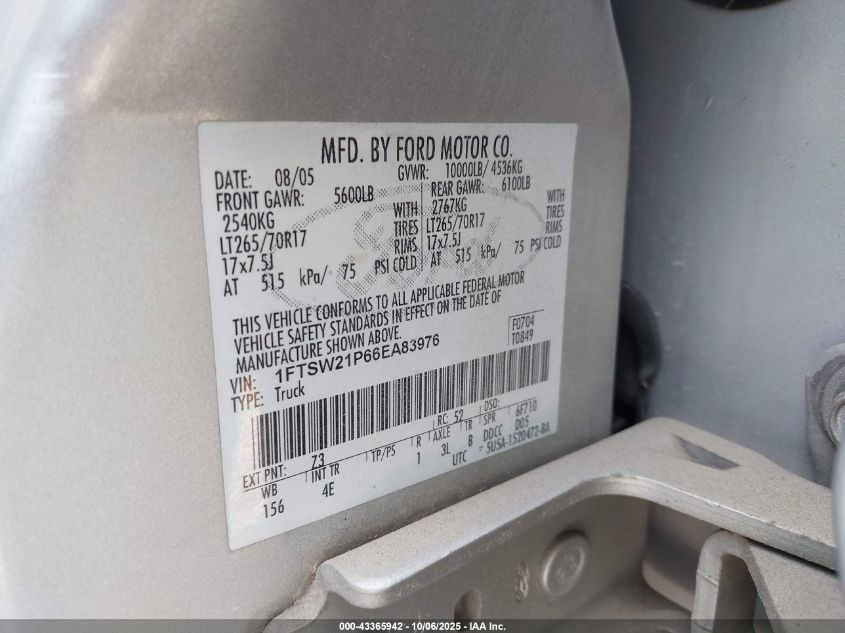 MFD. BY FORD MOTOR CO.
DATE: 08/05 GVWR: 10000LB/ 4536KG
FRONT GAWR: 5600LB REAR GAWR: 6100LB
2540KG WITH 2767KG WITH
LT265/70R17 TIRES LT265/70R17 TIRES
17x7.5J RIMS 17x7.5J RIMS
AT 515 kPa/ 75 PSI COLD AT 515 kPa/ 75 PSI COLD
THIS VEHICLE CONFORMS TO ALL APPLICABLE FEDERAL MOTOR
VEHICLE SAFETY STANDARDS IN EFFECT ON THE DATE OF
MANUFACTURE SHOWN ABOVE.
F0704
T0849
VIN: 1FTSW21P66EA83976
TYPE: Truck
RC: 52 DSO:
EXT PNT: 73 6F710
WB INT TR TP/PS R AXLE TR SPR DDS
156 4E 1 3L B DDCC
UTC 5U5A-1520472-BA
000-43365942 - 10/06/2025 - IAA Inc.